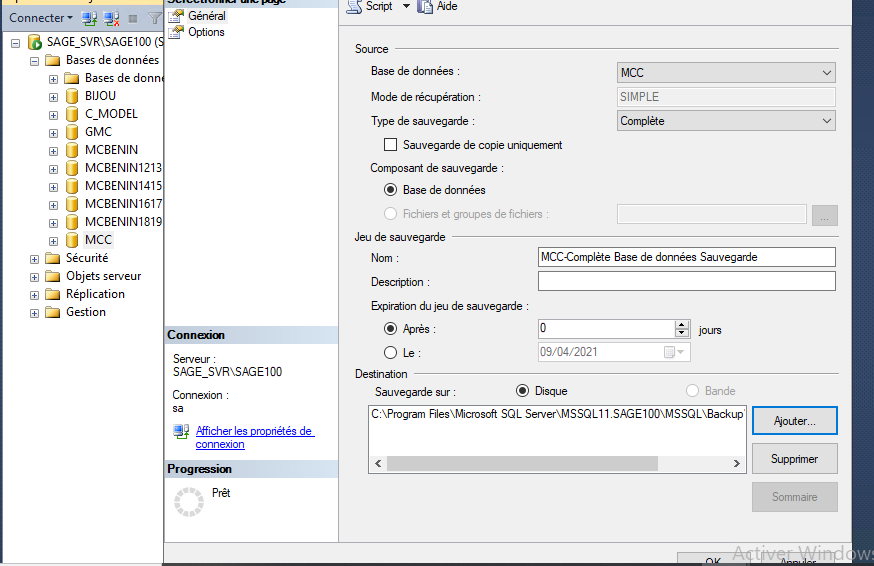 Sélectionner une page
Script
Aide
Connecter
Général
Options
SAGE_SVR\SAGE100 (S
Bases de données
Bases de donn
BIJOU
C_MODEL
GMC
MCBENIN
MCBENIN1213
MCBENIN1415
MCBENIN1617
MCBENIN1819
MCC
Sécurité
Objets serveur
Réplication
Gestion
Connexion
Serveur :
SAGE_SVR\SAGE100
Connexion :
sa
Afficher les propriétés de
connexion
Progression
Prêt
Source
Base de données :
MCC
Mode de récupération :
SIMPLE
Type de sauvegarde :
Complète
Sauvegarde de copie uniquement
Composant de sauvegarde :
Base de données
Fichiers et groupes de fichiers :
...
Jeu de sauvegarde
Nom :
MCC-Complète Base de données Sauvegarde
Description :
Expiration du jeu de sauvegarde :
Après :
0
jours
Le :
09/04/2021
Destination
Sauvegarde sur :
Disque
Bande
C:\Program Files\Microsoft SQL Server\MSSQL11.SAGE100\MSSQL\Backup\
Ajouter...
Supprimer
Sommaire
OK
Annuler
Activer Windows